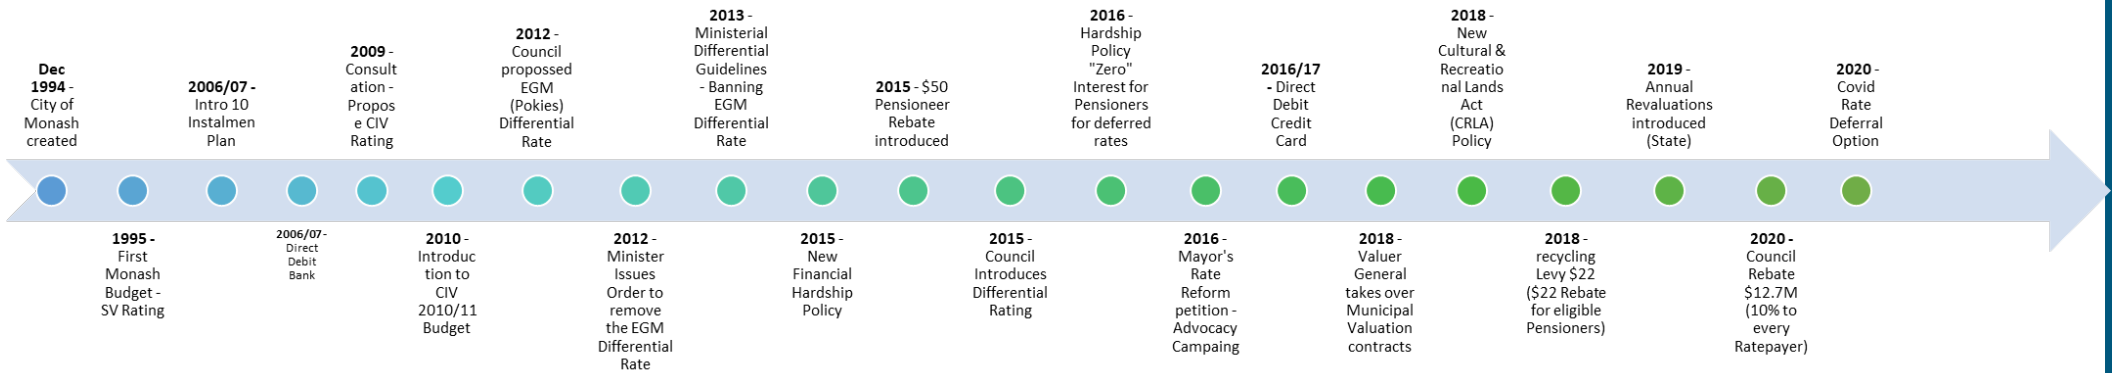 Dec
1994 -
City of
Monash
created
1995 -
First
Monash
Budget -
SV Rating
2006/07 -
Intro 10
Instalmen
Plan
2006/07-
Direct
Debit
Bank
2009 -
Consult
ation -
Propos
e CIV
Rating
2010 -
Introduc
tion to
CIV
2010/11
Budget
2012 -
Council
propossed
EGM
(Pokies)
Differential
Rate
2012 -
Minister
Issues
Order to
remove
the EGM
Differential
Rate
2013 -
Ministerial
Differential
Guidelines
- Banning
EGM
Differential
Rate
2015 -
New
Financial
Hardship
Policy
2015 - $50
Pensioneer
Rebate
introduced
2015 -
Council
Introduces
Differential
Rating
2016 -
Hardship
Policy
"Zero"
Interest for
Pensioners
for deferred
rates
2016 -
Mayor's
Rate
Reform
petition -
Advocacy
Campaing
2016/17
- Direct
Debit
Credit
Card
2018 -
Valuer
General
takes over
Municipal
Valuation
contracts
2018 -
New
Cultural &
Recreatio
nal Lands
Act
(CRLA)
Policy
2018 -
recycling
Levy $22
($22 Rebate
for eligible
Pensioners)
2019 -
Annual
Revaluations
introduced
(State)
2020 -
Council
Rebate
$12.7M
(10% to
every
Ratepayer)
2020 -
Covid
Rate
Deferral
Option